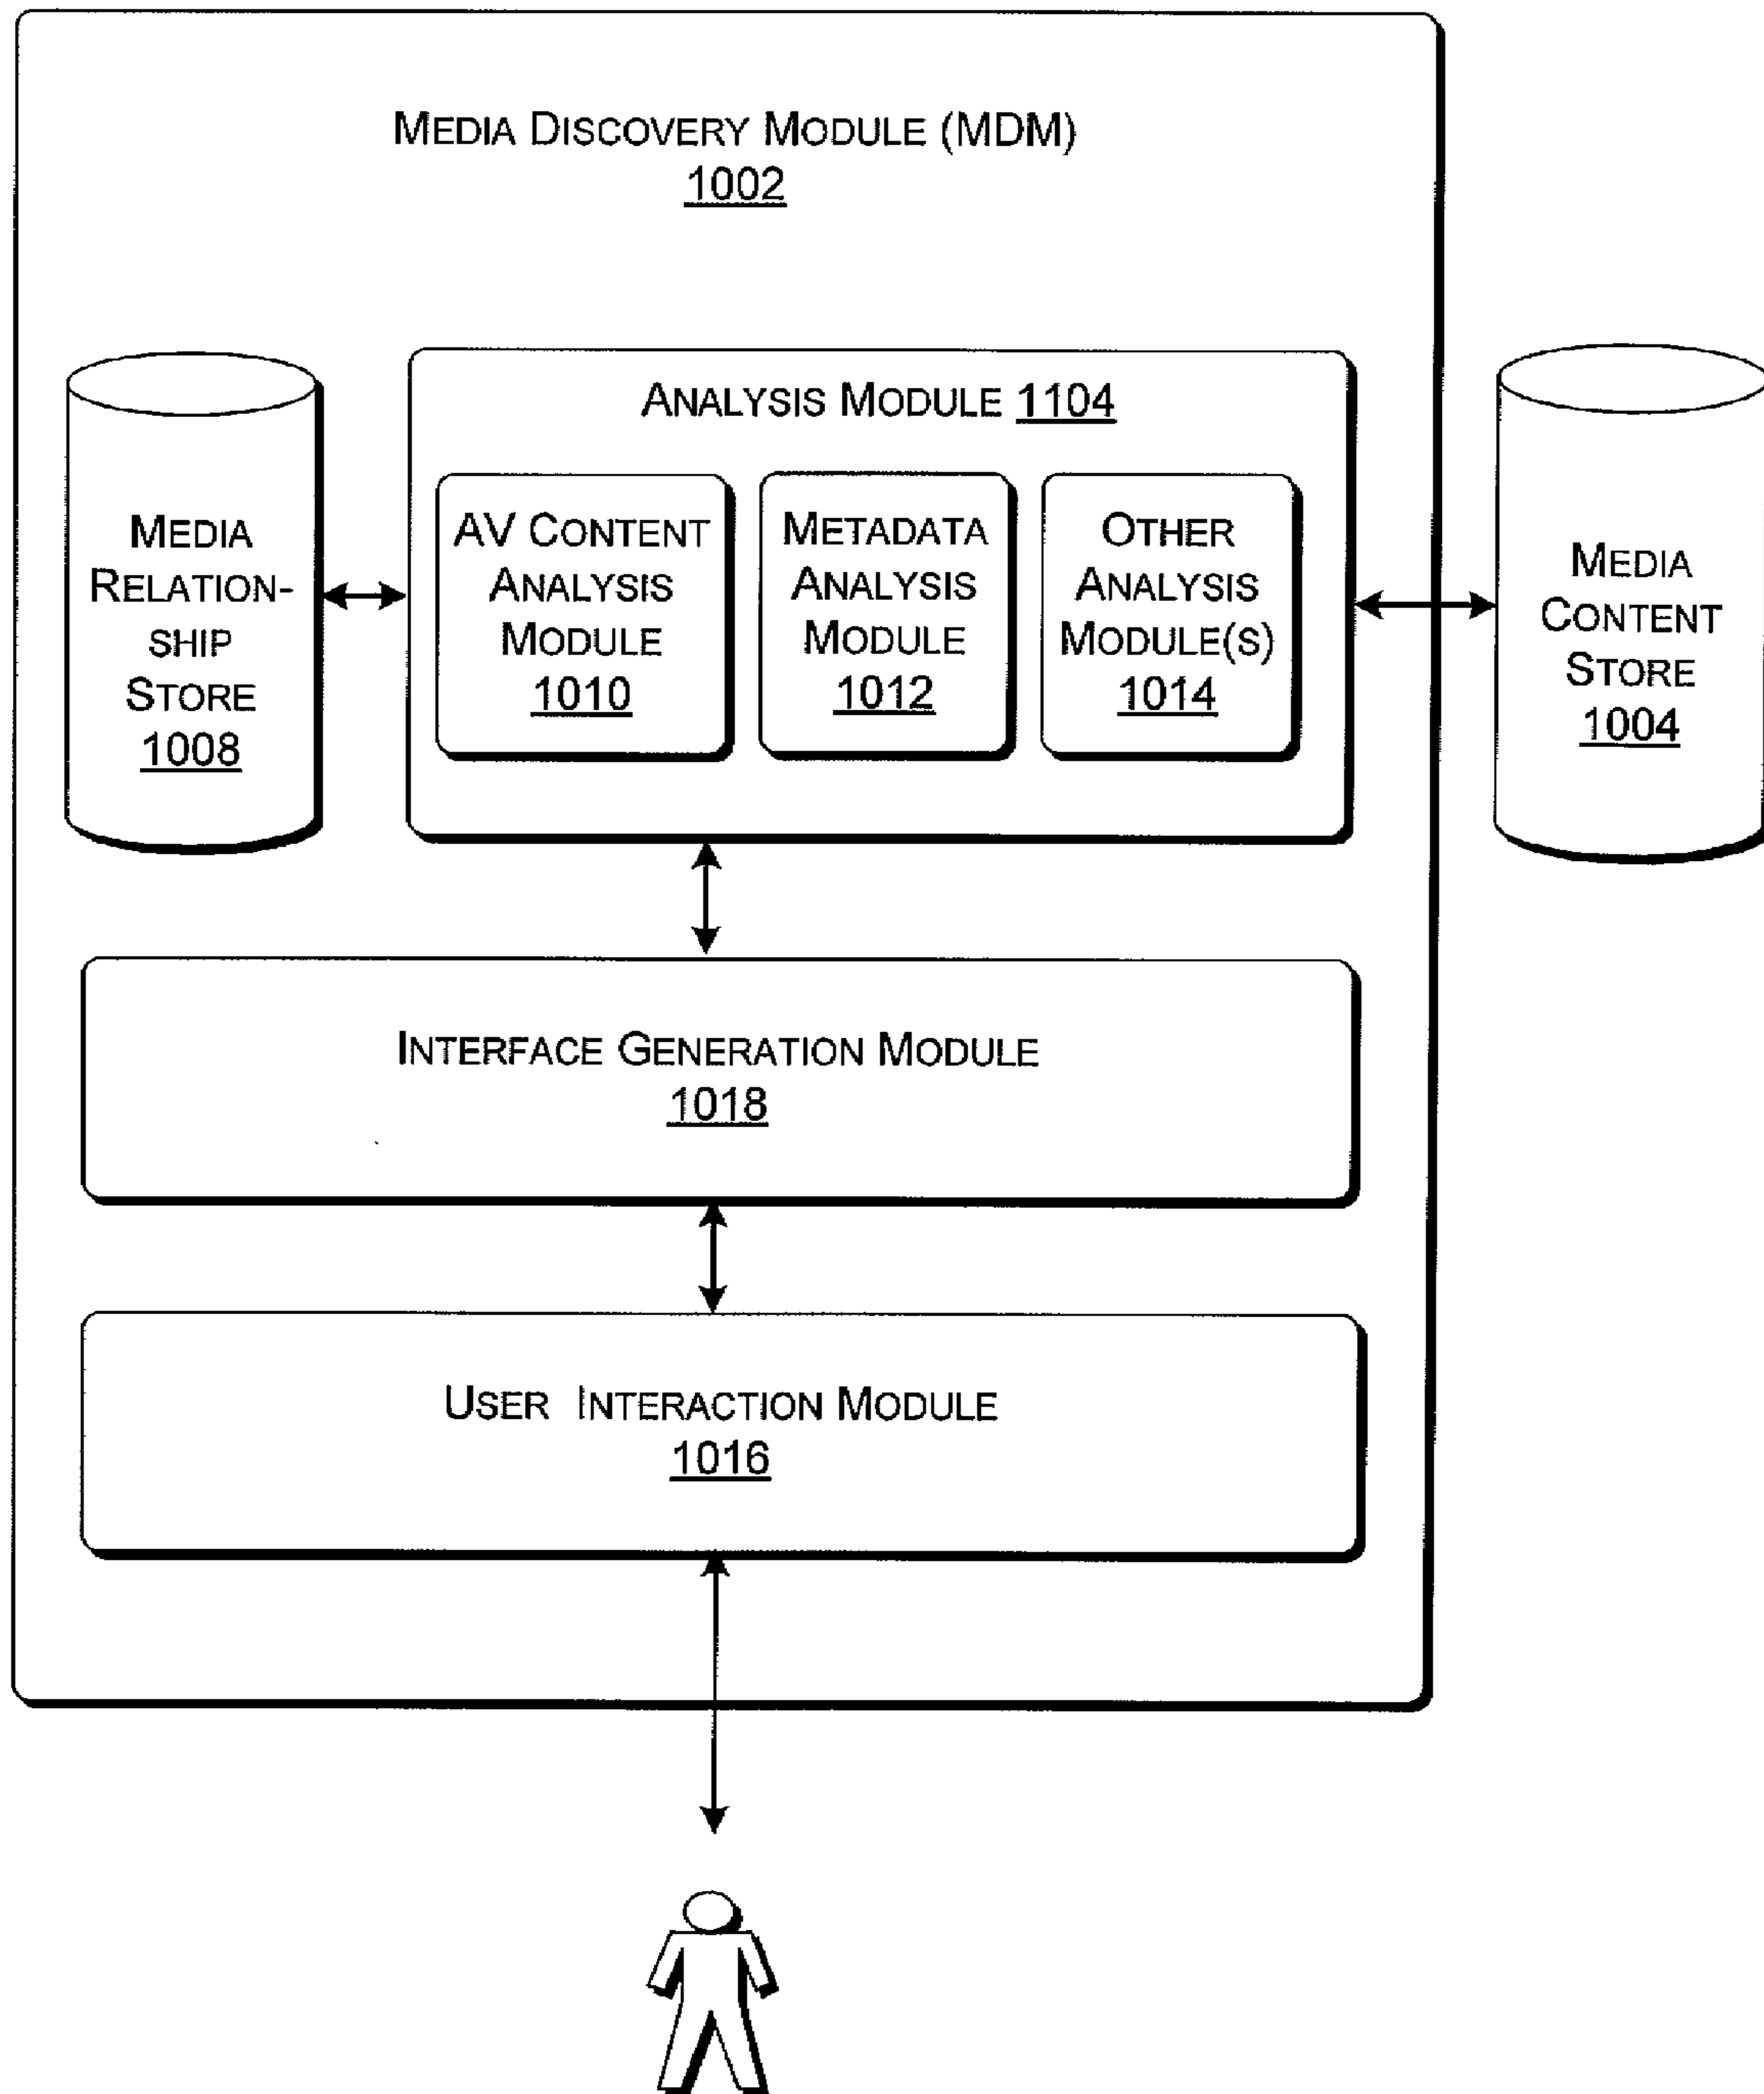 MEDIA DISCOVERY MODULE (MDM)
1002
ANALYSIS MODULE 1104
MEDIA
RELATION-
SHIP
STORE
1008
AV CONTENT
ANALYSIS
MODULE
1010
METADATA
ANALYSIS
MODULE
1012
OTHER
ANALYSIS
MODULE(S)
1014
MEDIA
CONTENT
STORE
1004
INTERFACE GENERATION MODULE
1018
USER INTERACTION MODULE
1016